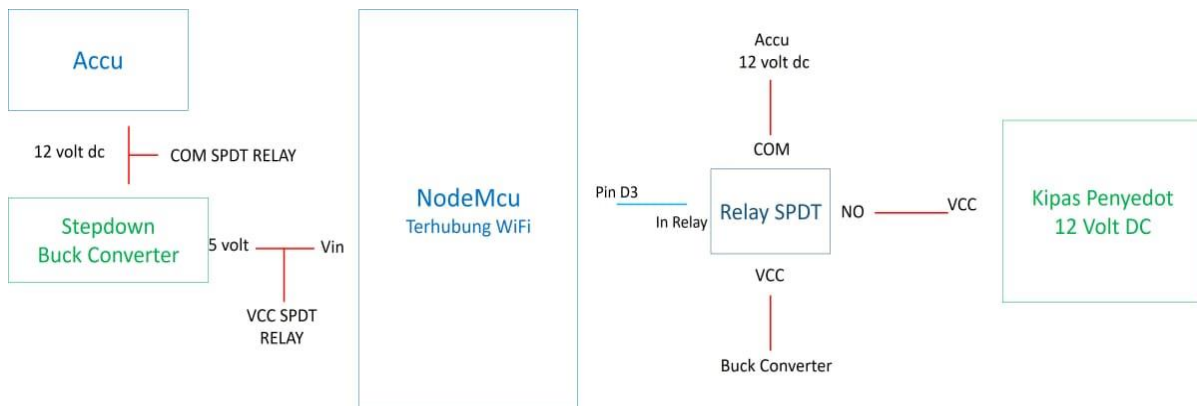 Accu
12 volt dc
COM SPDT RELAY
Stepdown
Buck Converter
5 volt
Vin
VCC SPDT
RELAY
NodeMcu
Terhubung WiFi
Accu
12 volt dc
COM
Pin D3
In Relay
Relay SPDT
NO
VCC
VCC
Buck Converter
Kipas Penyedot
12 Volt DC